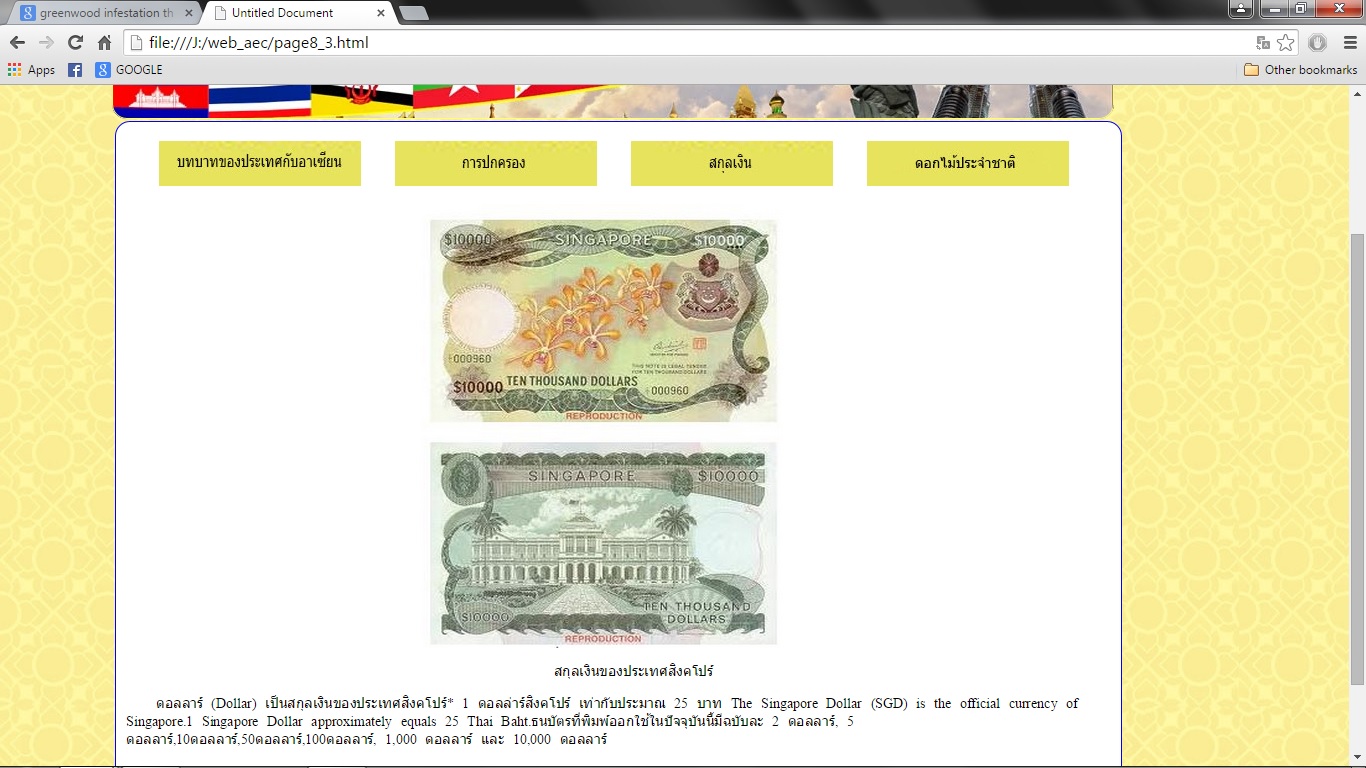 greenwood infestation th
Untitled Document
file:///J:/web_aec/page8_3.html
Apps GOOGLE Other bookmarks
บทบาทของประเทศกับอาเซียน การปกครอง สกุลเงิน ดอกไม้ประจำชาติ
$10000 SINGAPORE $10000
000960
THIS NOTE IS LEGAL TENDER
FOR TEN THOUSAND DOLLARS
$10000 TEN THOUSAND DOLLARS 000960
REPRODUCTION
SINGAPORE $10000
TEN THOUSAND
$10000 DOLLARS
REPRODUCTION
สกุลเงินของประเทศสิงคโปร์
ดอลลาร์ (Dollar) เป็นสกุลเงินของประเทศสิงคโปร์* 1 ดอลล่าร์สิ้งคโปร์ เท่ากับประมาณ 25 บาท The Singapore Dollar (SGD) is the official currency of
Singapore.1 Singapore Dollar approximately equals 25 Thai Baht.ธนบัตรที่พิมพ์ออกใช้ในปัจจุบันนี้มีฉบับละ 2 ดอลลาร์, 5
ดอลลาร์,10ดอลลาร์,50ดอลลาร์,100ดอลลาร์, 1,000 ดอลลาร์ และ 10,000 ดอลลาร์